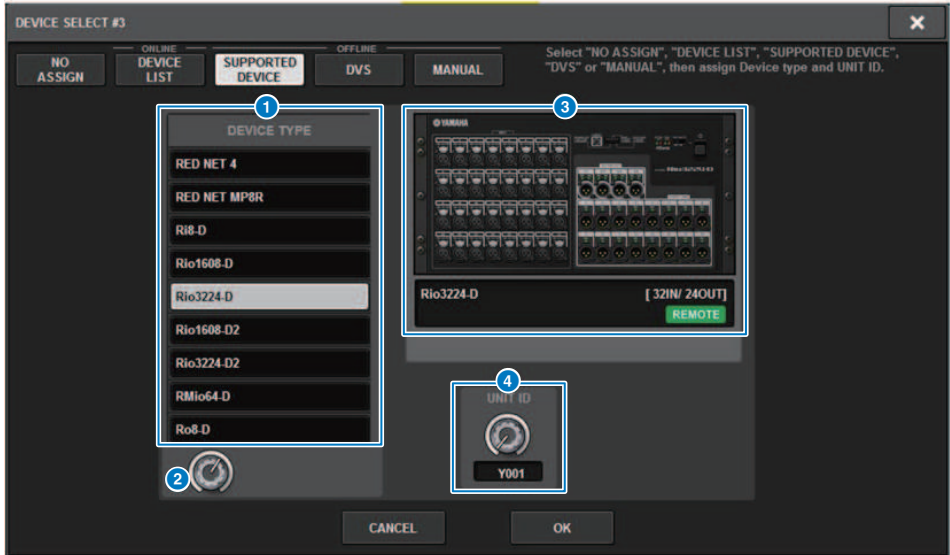 DEVICE SELECT #3
ONLINE
OFFLINE
NO ASSIGN
DEVICE LIST
SUPPORTED DEVICE
DVS
MANUAL
Select "NO ASSIGN", "DEVICE LIST", "SUPPORTED DEVICE",
"DVS" or "MANUAL", then assign Device type and UNIT ID.
1
DEVICE TYPE
RED NET 4
RED NET MP8R
Ri8-D
Rio1608-D
Rio3224-D
Rio1608-D2
Rio3224-D2
RMio64-D
Ro8-D
2
3
YAMAHA
Rio3224-D
[ 32IN/ 24OUT]
REMOTE
4
UNIT ID
Y001
CANCEL
OK